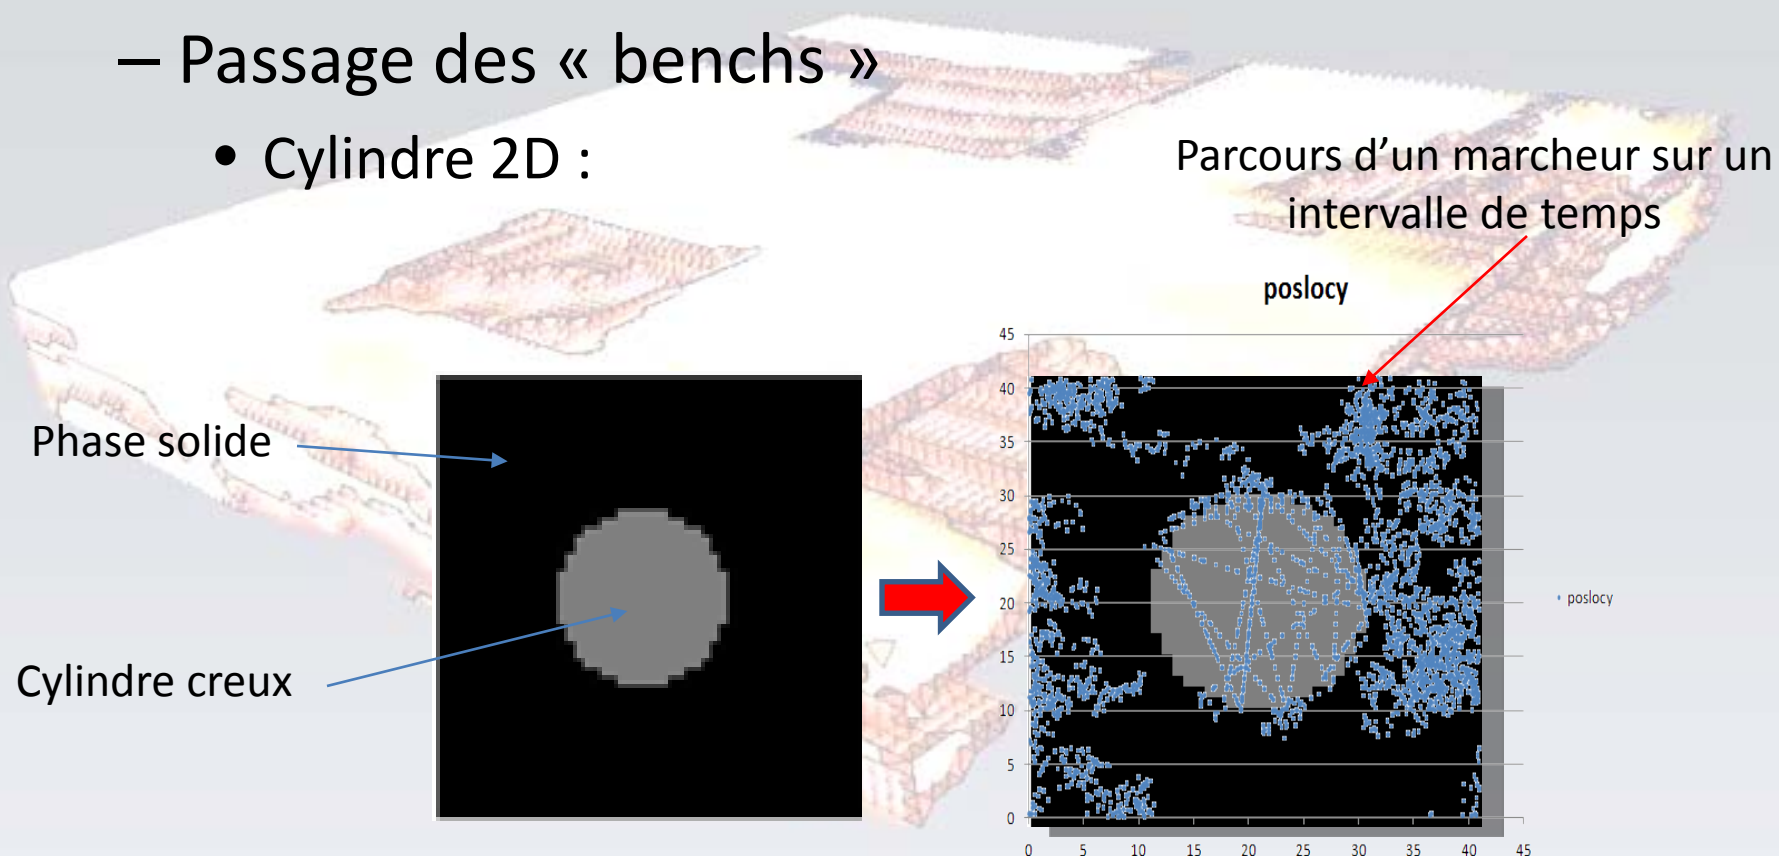 – Passage des « benchs »
• Cylindre 2D :
Parcours d’un marcheur sur un
intervalle de temps
poslocy
Phase solide
Cylindre creux
45
40
35
30
25
20
15
10
5
0
0 5 10 15 20 25 30 35 40 45
poslocy